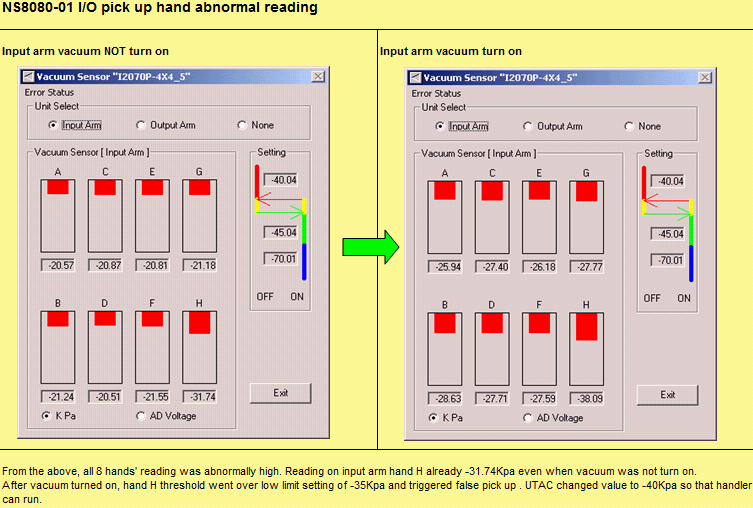 NS8080-01 I/O pick up hand abnormal reading
Input arm vacuum NOT turn on
Vacuum Sensor "I2070P-4X4_5"
Error Status
Unit Select
Input Arm
Output Arm
None
Vacuum Sensor [ Input Arm ]
A
C
E
G
-20.57
-20.87
-20.81
-21.18
B
D
F
H
-21.24
-20.51
-21.55
-31.74
K Pa
AD Voltage
Setting
-40.04
-45.04
-70.01
OFF
ON
Exit
Input arm vacuum turn on
Vacuum Sensor "I2070P-4X4_5"
Error Status
Unit Select
Input Arm
Output Arm
None
Vacuum Sensor [ Input Arm ]
A
C
E
G
-25.94
-27.40
-26.18
-27.77
B
D
F
H
-28.63
-27.71
-27.59
-38.09
K Pa
AD Voltage
Setting
-40.04
-45.04
-70.01
OFF
ON
Exit
From the above, all 8 hands' reading was abnormally high. Reading on input arm hand H already -31.74Kpa even when vacuum was not turn on.
After vacuum turned on, hand H threshold went over low limit setting of -35Kpa and triggered false pick up . UTAC changed value to -40Kpa so that handler
can run.